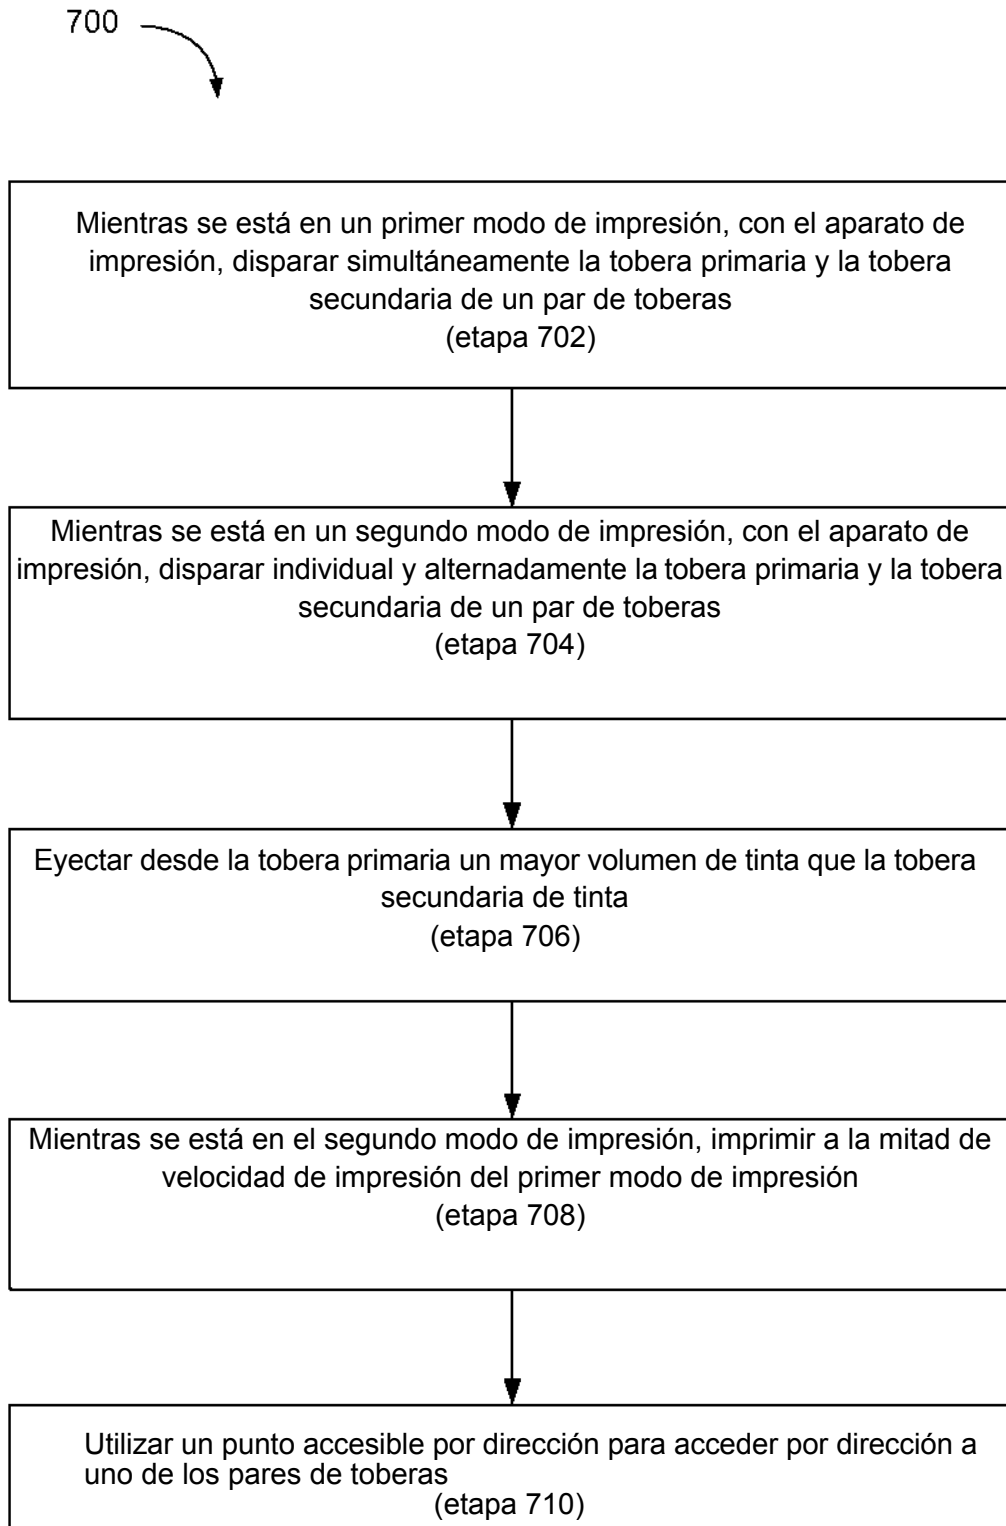 700
Mientras se está en un primer modo de impresión, con el aparato de
impresión, disparar simultáneamente la tobera primaria y la tobera
secundaria de un par de toberas
(etapa 702)
Mientras se está en un segundo modo de impresión, con el aparato de
impresión, disparar individual y alternadamente la tobera primaria y la tobera
secundaria de un par de toberas
(etapa 704)
Eyectar desde la tobera primaria un mayor volumen de tinta que la tobera
secundaria de tinta
(etapa 706)
Mientras se está en el segundo modo de impresión, imprimir a la mitad de
velocidad de impresión del primer modo de impresión
(etapa 708)
Utilizar un punto accesible por dirección para acceder por dirección a
uno de los pares de toberas
(etapa 710)